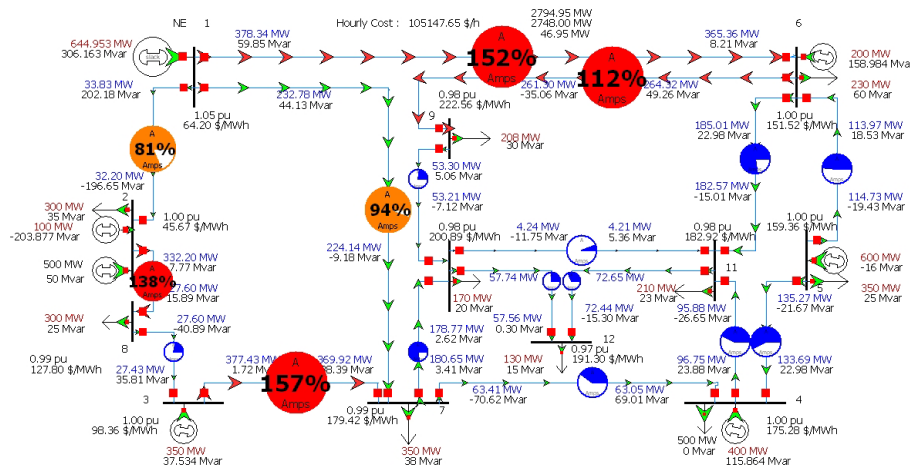 NE
1
Hourly Cost : 105147.65 $/h
2794.95 MW
2748.00 MW
46.95 MW
6
644.953 MW
306.163 Mvar
slack
378.34 MW
59.85 Mvar
152%
Amps
365.36 MW
8.21 Mvar
200 MW
158.984 Mva
33.83 MW
202.18 Mvar
232.78 MW
44.13 Mvar
112%
Amps
261.30 MW
-35.06 Mvar
264.32 MW
49.26 Mvar
230 MW
60 Mvar
1.05 pu
64.20 $/MWh
0.98 pu
222.56 $/MWh
1.00 pu
151.52 $/MWh
9
208 MW
30 Mvar
185.01 MW
22.98 Mvar
113.97 MW
18.53 Mvar
A
81%
Amps
53.30 MW
5.06 Mvar
32.20 MW
-196.65 Mvar
53.21 MW
-7.12 Mvar
182.57 MW
-15.01 Mvar
114.73 MW
-19.43 Mvar
2
300 MW
35 Mvar
100 MW
-203.877 Mvar
1.00 pu
45.67 $/MWh
A
94%
Amps
0.98 pu
200.89 $/MWh
4.24 MW
-11.75 Mvar
4.21 MW
5.36 Mvar
0.98 pu
182.92 $/MWh
1.00 pu
159.36 $/MWh
332.20 MW
7.77 Mvar
224.14 MW
-9.18 Mvar
500 MW
50 Mvar
138%
Amps
57.74 MW
72.65 MW
11
600 MW
-16 Mvar
5
350 MW
25 Mvar
27.60 MW
15.89 Mvar
170 MW
20 Mvar
210 MW
23 Mvar
135.27 MW
-21.67 Mvar
300 MW
25 Mvar
27.60 MW
-40.89 Mvar
57.56 MW
0.30 Mvar
72.44 MW
-15.30 Mvar
95.88 MW
-26.65 Mvar
8
178.77 MW
2.62 Mvar
12
0.99 pu
127.80 $/MWh
27.43 MW
35.81 Mvar
377.43 MW
1.72 Mvar
A
157%
Amps
180.65 MW
3.41 Mvar
130 MW
15 Mvar
0.97 pu
191.30 $/MWh
96.75 MW
23.88 Mvar
133.69 MW
22.98 Mvar
3
7
63.41 MW
-70.62 Mvar
63.05 MW
69.01 Mvar
4
1.00 pu
98.36 $/MWh
0.99 pu
179.42 $/MWh
1.00 pu
175.28 $/MWh
350 MW
37.534 Mvar
350 MW
38 Mvar
500 MW
0 Mvar
400 MW
115.864 Mvar